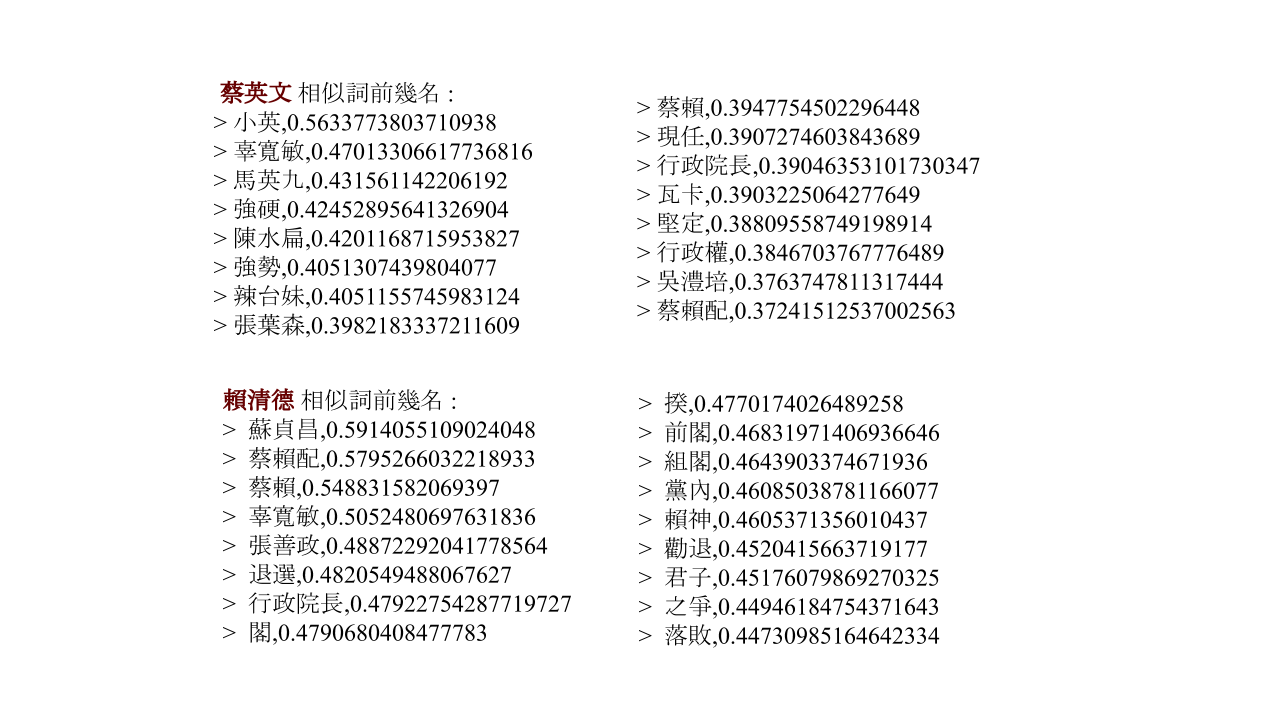 蔡英文 相似詞前幾名 :
> 小英,0.5633773803710938
> 辜寬敏,0.47013306617736816
> 馬英九,0.431561142206192
> 強硬,0.42452895641326904
> 陳水扁,0.4201168715953827
> 強勢,0.4051307439804077
> 辣台妹,0.4051155745983124
> 張葉森,0.3982183337211609
> 蔡賴,0.3947754502296448
> 現任,0.3907274603843689
> 行政院長,0.39046353101730347
> 瓦卡,0.3903225064277649
> 堅定,0.38809558749198914
> 行政權,0.3846703767776489
> 吳澧培,0.3763747811317444
> 蔡賴配,0.37241512537002563
賴清德 相似詞前幾名 :
> 蘇貞昌,0.5914055109024048
> 蔡賴配,0.5795266032218933
> 蔡賴,0.548831582069397
> 辜寬敏,0.5052480697631836
> 張善政,0.48872292041778564
> 退選,0.4820549488067627
> 行政院長,0.47922754287719727
> 閣,0.4790680408477783
> 揆,0.4770174026489258
> 前閣,0.46831971406936646
> 組閣,0.4643903374671936
> 黨內,0.46085038781166077
> 賴神,0.4605371356010437
> 勸退,0.4520415663719177
> 君子,0.45176079869270325
> 之爭,0.44946184754371643
> 落敗,0.44730985164642334